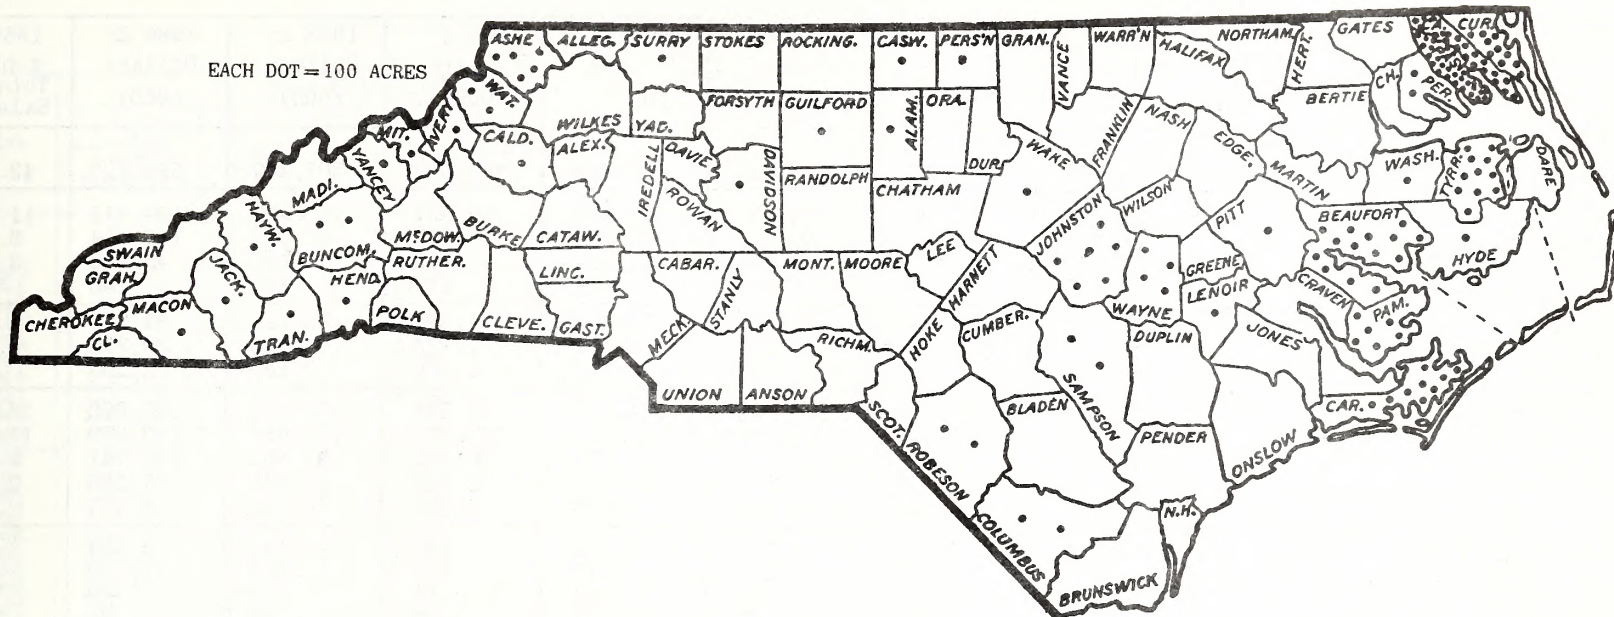 EACH DOT=100 ACRES
ASHE
ALLEG.
SURRY
STOKES
ROCKING.
CASW.
PERS'N
GRAN.
VANCE
WARR'N
HALIFAX
NORTHAM.
HERT.
GATES
CA.
CUR.
WAT.
WILKES
YAD.
FORSYTH
GUILFORD
ALAM.
ORA.
DUR.
FRANKLIN
NASH
EDGE.
BERTIE
CH.
PER.
MIT.
AVERY
CALD.
ALEX.
IREDELL
DAVIE
DAVIDSON
RANDOLPH
CHATHAM
WAKE
WILSON
MARTIN
WASH.
TYRR.
DARE
MADI.
YANCEY
BURKE
CATAW.
ROWAN
JOHNSTON
PITT
BEAUFORT
HYDE
SWAIN
HAYW.
BUNCOM.
McDOW.
GRAH.
JACK.
HEND.
RUTHER.
LINC.
CABAR.
STANLY
MONT.
MOORE
LEE
HARNETT
WAYNE
GREENE
LENOIR
CRAVEN
PAM.
CHEROKEE
CL.
MACON
TRAN.
POLK
CLEVE.
GAST.
MECK.
UNION
ANSON
RICHM.
HOKE
CUMBER.
SAMPSON
DUPLIN
JONES
CAR.
SCOT.
ROBESON
BLADEN
PENDER
ONSLOW
COLUMBUS
BRUNSWICK
N.H.